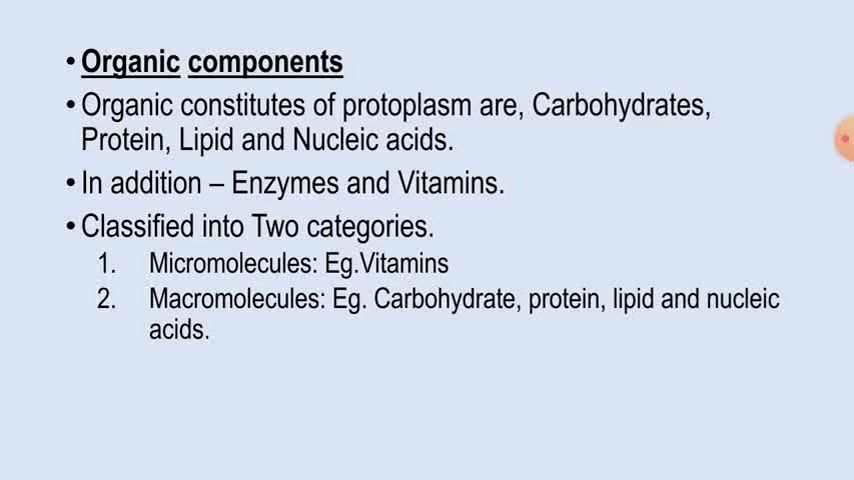 • Organic components
• Organic constitutes of protoplasm are, Carbohydrates,
Protein, Lipid and Nucleic acids.
• In addition – Enzymes and Vitamins.
• Classified into Two categories.
1. Micromolecules: Eg.Vitamins
2. Macromolecules: Eg. Carbohydrate, protein, lipid and nucleic
acids.